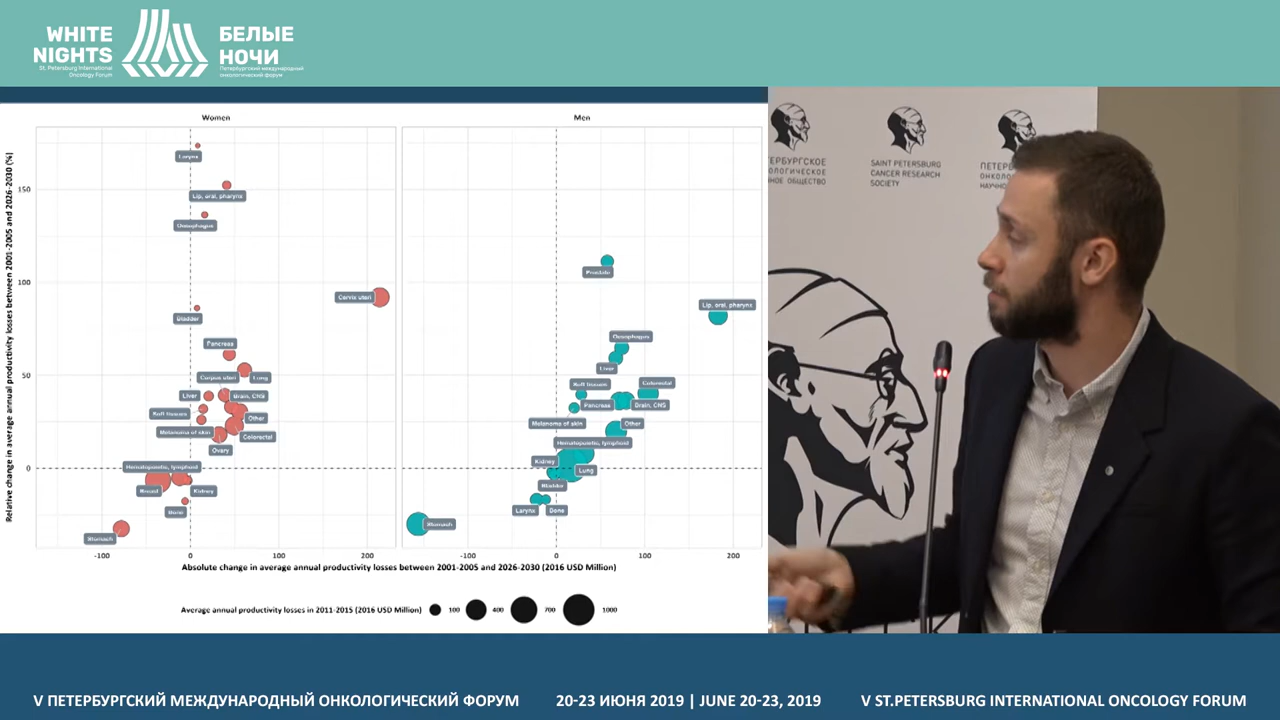 WHITE
NIGHTS
St. Petersburg International
Oncology Forum
БЕЛЫЕ
НОЧИ
Петербургский международный
онкологический форум
Women
Men
Relative change in average annual productivity losses between 2001-2005 and 2026-2030 (%)
150
100
50
0
Larynx
Lip, oral, pharynx
Oesophagus
Cervix uteri
Bladder
Pancreas
Corpus uteri
Lung
Liver
Brain, CNS
Soft tissues
Other
Melanoma of skin
Colorectal
Ovary
Hematopoietic, lymphoid
Breast
Kidney
Bone
Stomach
Prostate
Lip, oral, pharynx
Oesophagus
Liver
Soft tissues
Colorectal
Pancreas
Brain, CNS
Melanoma of skin
Other
Hematopoietic, lymphoid
Kidney
Lung
Bladder
Larynx
Bone
Stomach
-100
0
100
200
-100
0
100
200
Absolute change in average annual productivity losses between 2001-2005 and 2026-2030 (2016 USD Million)
Average annual productivity losses in 2011-2015 (2016 USD Million)
100
400
700
1000
SAINT PETERSBURG
CANCER RESEARCH
SOCIETY
V ПЕТЕРБУРГСКИЙ МЕЖДУНАРОДНЫЙ ОНКОЛОГИЧЕСКИЙ ФОРУМ
20-23 ИЮНЯ 2019 | JUNE 20-23, 2019
V ST.PETERSBURG INTERNATIONAL ONCOLOGY FORUM